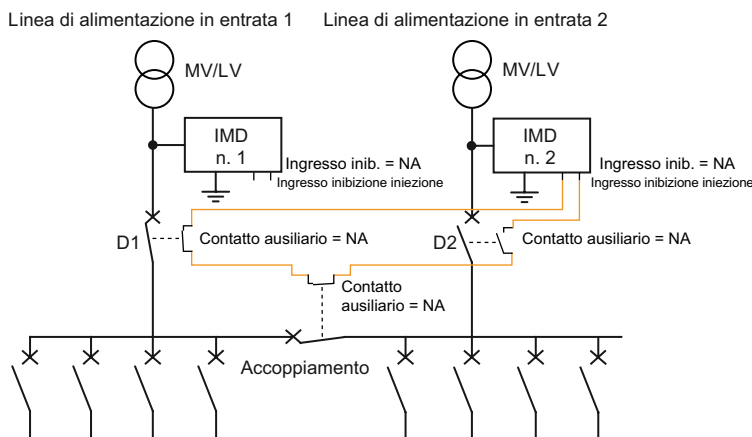 Linea di alimentazione in entrata 1
Linea di alimentazione in entrata 2
MV/LV
MV/LV
IMD
n. 1
Ingresso inib. = NA
Ingresso inibizione iniezione
IMD
n. 2
Ingresso inib. = NA
Ingresso inibizione iniezione
D1
Contatto ausiliario = NA
D2
Contatto ausiliario = NA
Contatto
ausiliario = NA
Accoppiamento